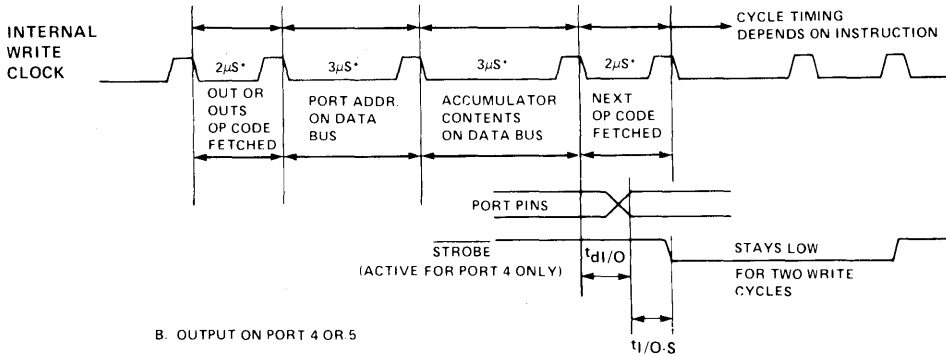 CYCLE TIMING
DEPENDS ON INSTRUCTION
INTERNAL
WRITE
CLOCK
2μS*
3μS*
3μS*
2μS*
OUT OR
OUTS
OP CODE
FETCHED
PORT ADDR.
ON DATA
BUS
ACCUMULATOR
CONTENTS
ON DATA BUS
NEXT
OP CODE
FETCHED
PORT PINS
STROBE
(ACTIVE FOR PORT 4 ONLY)
tdI/O
STAYS LOW
FOR TWO WRITE
CYCLES
B. OUTPUT ON PORT 4 OR 5
tI/O-S